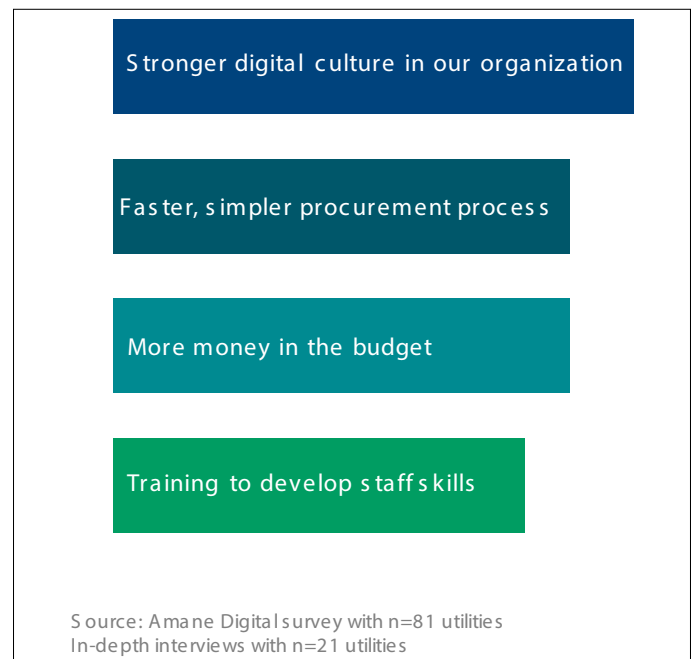 Stronger digital culture in our organization
Faster, simpler procurement process
More money in the budget
Training to develop staff skills
Source: Amane Digital survey with n=81 utilities
In-depth interviews with n=21 utilities